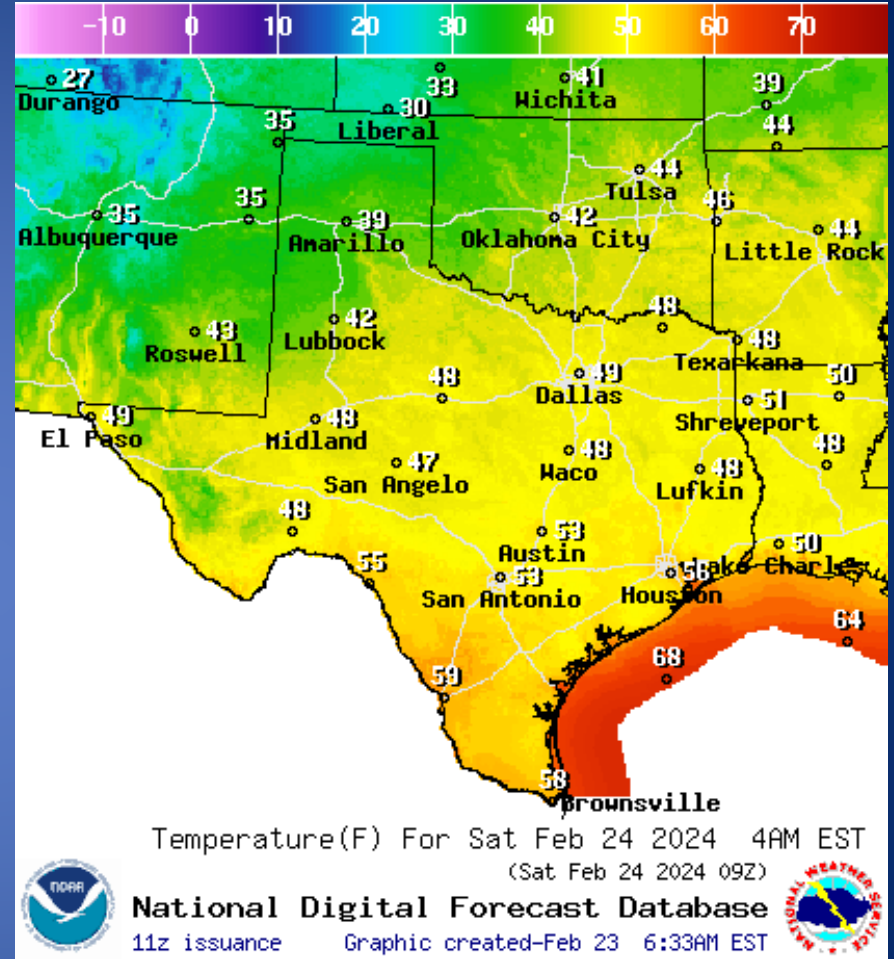 -10 0 10 20 30 40 50 60 70
27
Durango
33
41
Wichita
39
30
Liberal
35
44
44
Tulsa
35
Albuquerque
35
39
Amarillo
42
Oklahoma City
46
44
Little Rock
43
Roswell
42
Lubbock
48
48
Texarkana
49
El Paso
48
Midland
48
49
Dallas
51
Shreveport
50
47
San Angelo
48
Waco
48
Lufkin
48
48
53
Austin
50
Lake Charles
55
53
San Antonio
Houston
64
68
59
58
Brownsville
Temperature(F) For Sat Feb 24 2024 4AM EST
(Sat Feb 24 2024 09Z)
National Digital Forecast Database
11z issuance Graphic created-Feb 23 6:33AM EST
NOAA
NATIONAL WEATHER SERVICE